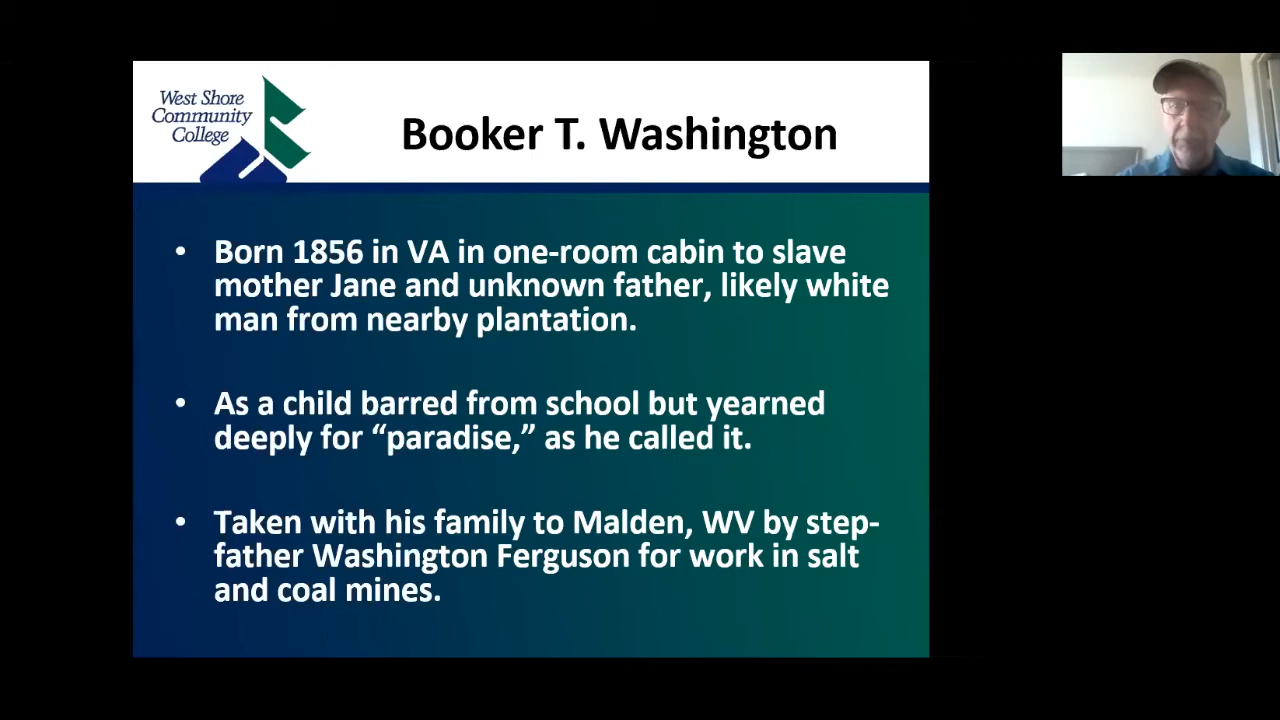 West Shore
Community
College
Booker T. Washington
• Born 1856 in VA in one-room cabin to slave
mother Jane and unknown father, likely white
man from nearby plantation.
• As a child barred from school but yearned
deeply for “paradise,” as he called it.
• Taken with his family to Malden, WV by step-
father Washington Ferguson for work in salt
and coal mines.